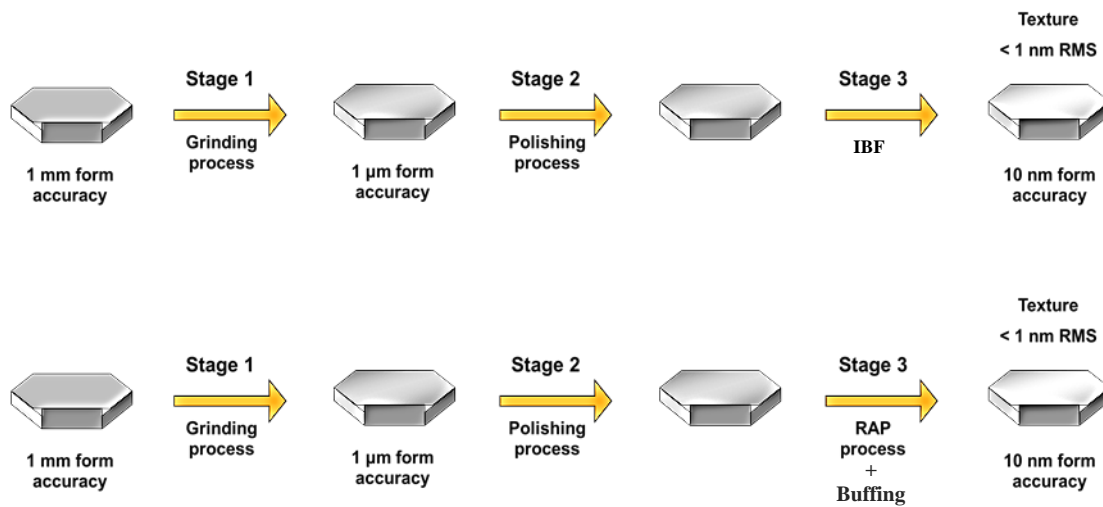 Texture
< 1 nm RMS
Stage 1
Stage 2
Stage 3
Grinding
process
Polishing
process
IBF
1 mm form
accuracy
1 µm form
accuracy
10 nm form
accuracy
Texture
< 1 nm RMS
Stage 1
Stage 2
Stage 3
Grinding
process
Polishing
process
RAP
process
+
Buffing
1 mm form
accuracy
1 µm form
accuracy
10 nm form
accuracy